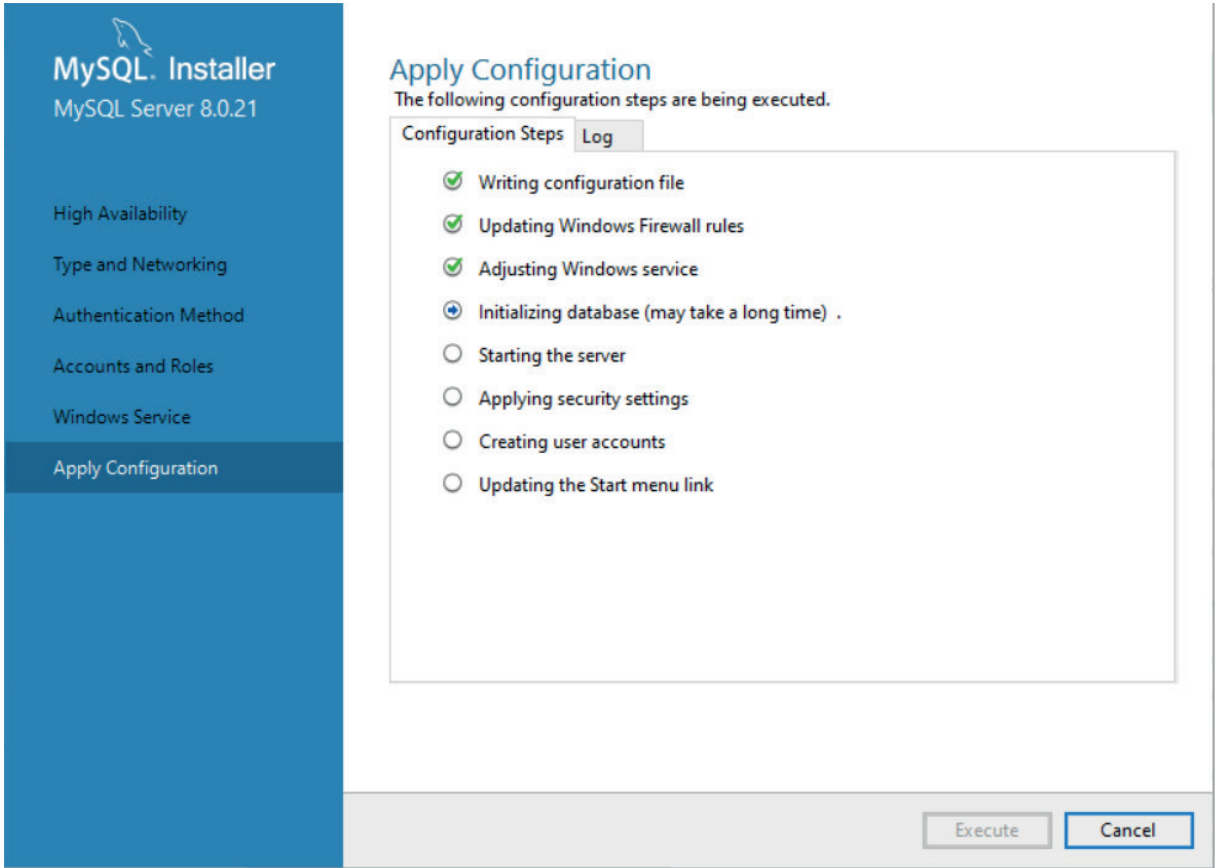 MySQL. Installer
MySQL Server 8.0.21
High Availability
Type and Networking
Authentication Method
Accounts and Roles
Windows Service
Apply Configuration
Apply Configuration
The following configuration steps are being executed.
Configuration Steps Log
Writing configuration file
Updating Windows Firewall rules
Adjusting Windows service
Initializing database (may take a long time) .
Starting the server
Applying security settings
Creating user accounts
Updating the Start menu link
Execute Cancel